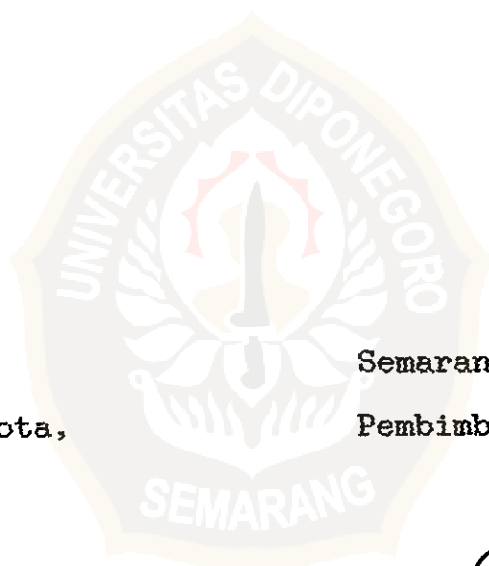 UNIVERSITAS DIPONEGORO
Semaran
ota,
Pembimb
SEMARANG